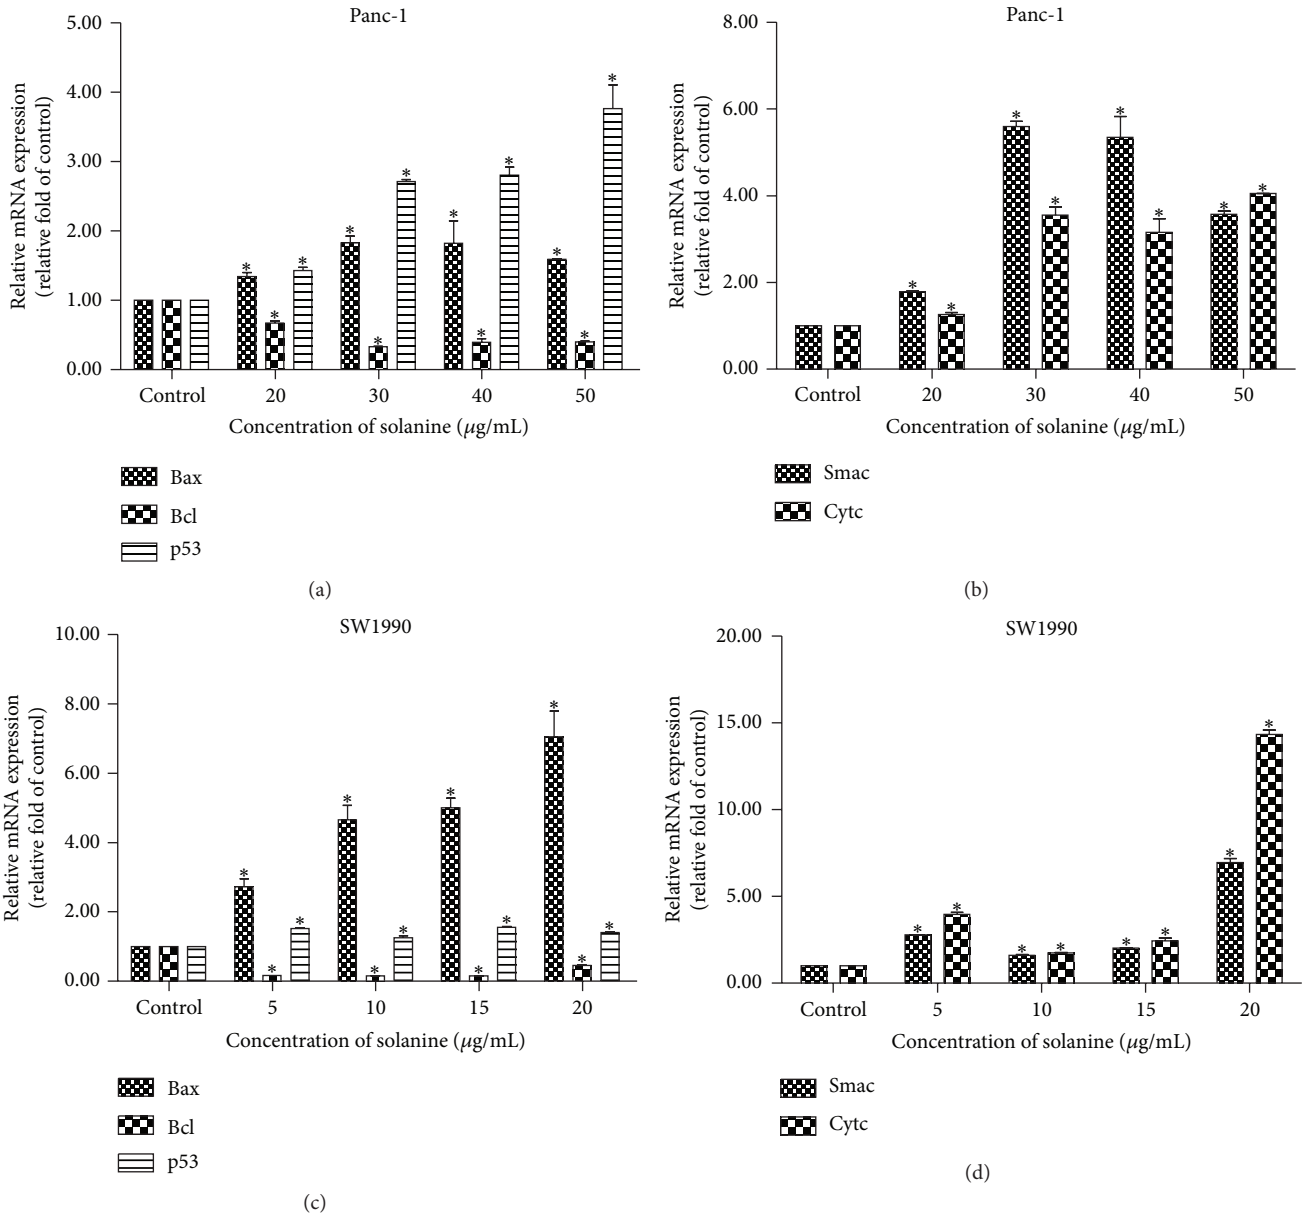 Panc-1
5.00
4.00
3.00
2.00
1.00
0.00
Relative mRNA expression
(relative fold of control)
* * * * * * * * * * * *
Control 20 30 40 50
Concentration of solanine (μg/mL)
Bax
Bcl
p53
(a)
Panc-1
8.00
6.00
4.00
2.00
0.00
Relative mRNA expression
(relative fold of control)
* * * * * * * *
Control 20 30 40 50
Concentration of solanine (μg/mL)
Smac
Cytc
(b)
SW1990
10.00
8.00
6.00
4.00
2.00
0.00
Relative mRNA expression
(relative fold of control)
* * * * * * * * * * * *
Control 5 10 15 20
Concentration of solanine (μg/mL)
Bax
Bcl
p53
(c)
SW1990
20.00
15.00
10.00
5.00
0.00
Relative mRNA expression
(relative fold of control)
* * * * * * * *
Control 5 10 15 20
Concentration of solanine (μg/mL)
Smac
Cytc
(d)